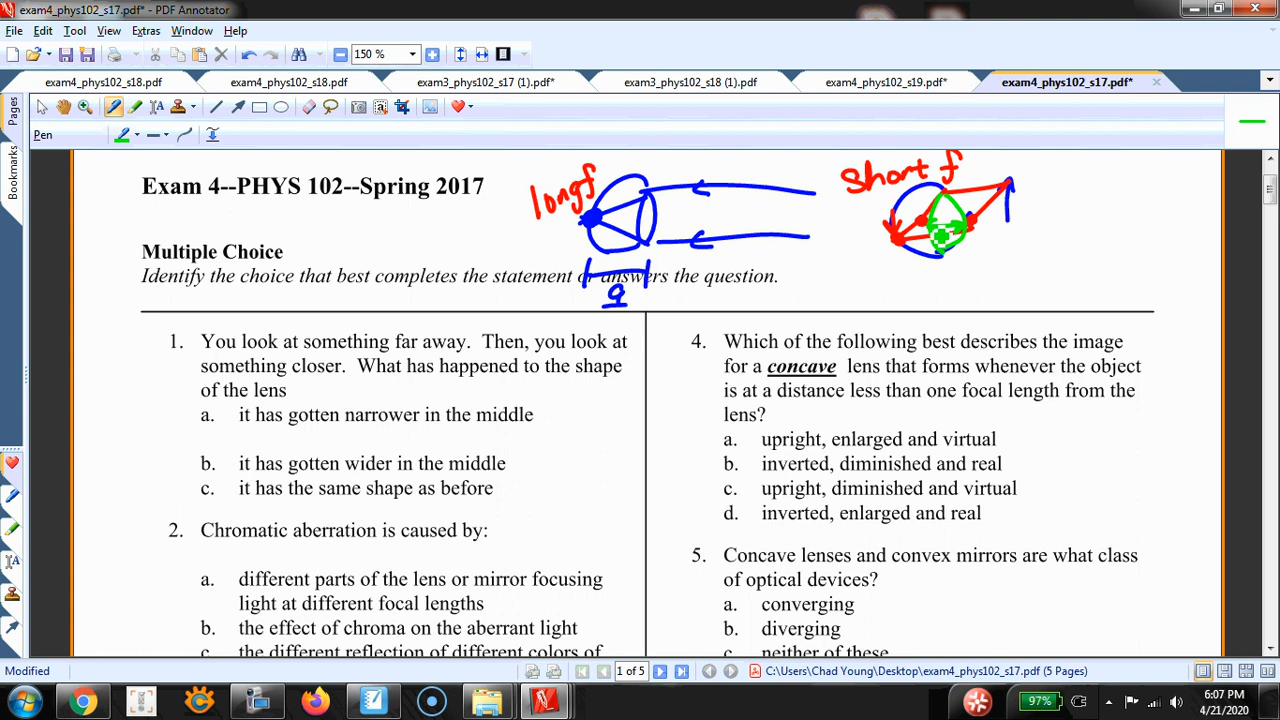 exam4_phys102_s17.pdf* - PDF Annotator
File Edit Tool View Extras Window Help
150 %
exam4_phys102_s18.pdf exam4_phys102_s18.pdf exam3_phys102_s17 (1).pdf* exam3_phys102_s18 (1).pdf exam4_phys102_s19.pdf* exam4_phys102_s17.pdf*
Pen
Pages
Bookmarks
Exam 4--PHYS 102--Spring 2017
long f
short f
Multiple Choice
Identify the choice that best completes the statement or answers the question.
q
1. You look at something far away. Then, you look at
something closer. What has happened to the shape
of the lens
a. it has gotten narrower in the middle
b. it has gotten wider in the middle
c. it has the same shape as before
2. Chromatic aberration is caused by:
a. different parts of the lens or mirror focusing
light at different focal lengths
b. the effect of chroma on the aberrant light
c. the different reflection of different colors of
4. Which of the following best describes the image
for a concave lens that forms whenever the object
is at a distance less than one focal length from the
lens?
a. upright, enlarged and virtual
b. inverted, diminished and real
c. upright, diminished and virtual
d. inverted, enlarged and real
5. Concave lenses and convex mirrors are what class
of optical devices?
a. converging
b. diverging
c. neither of these
Modified
1 of 5
C:\Users\Chad Young\Desktop\exam4_phys102_s17.pdf (5 Pages)
97%
6:07 PM
4/21/2020